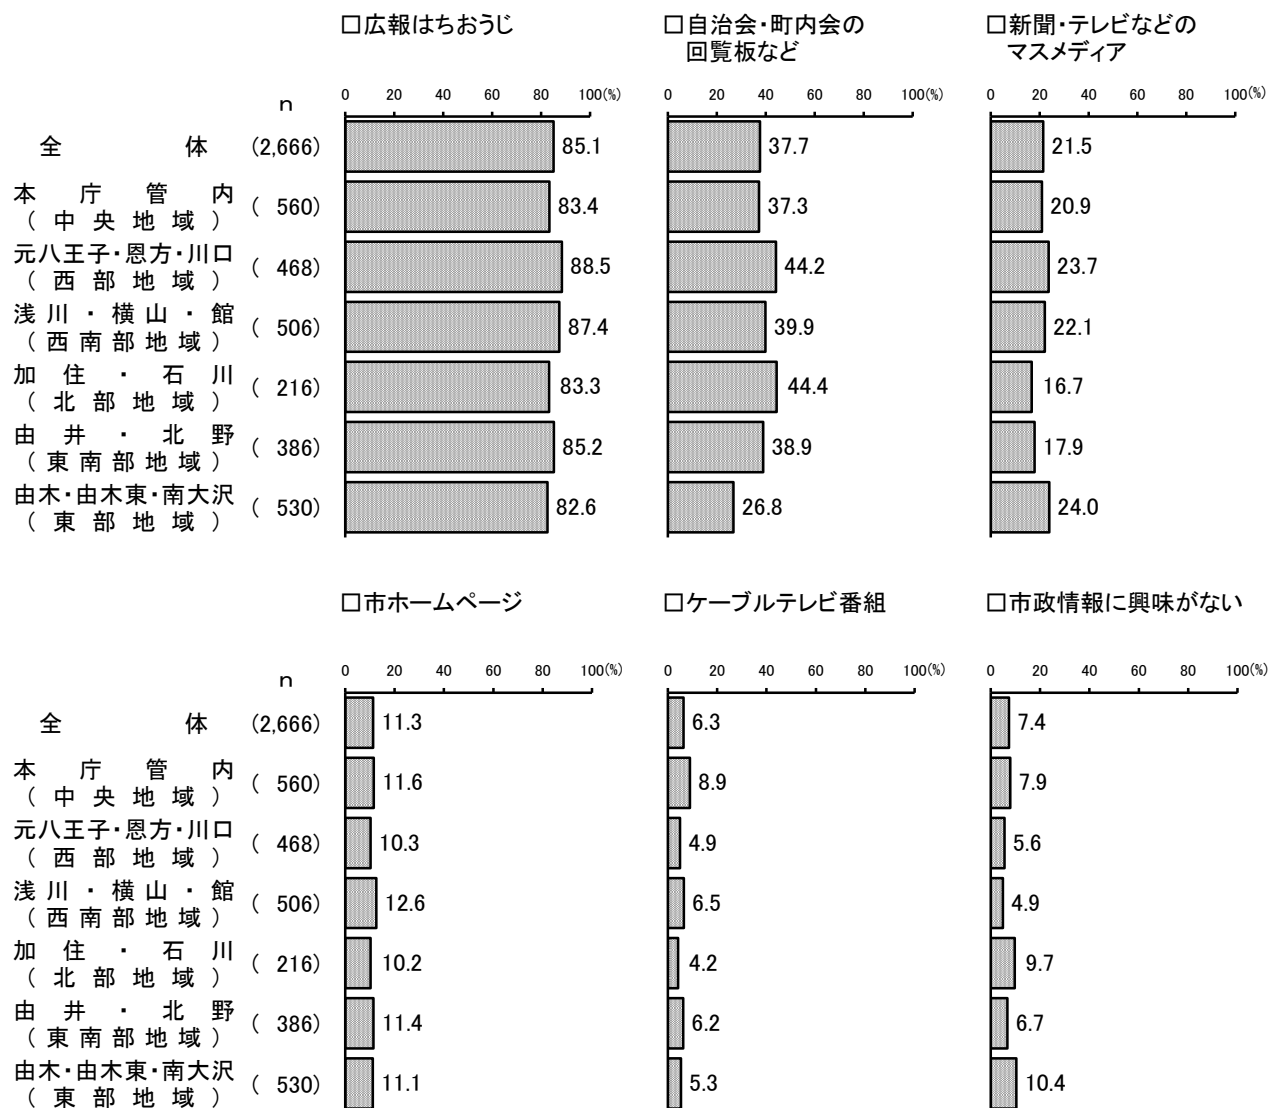 □広報はちおうじ □自治会・町内会の □新聞・テレビなどの
回覧板など マスメディア
n 0 20 40 60 80 100(%) 0 20 40 60 80 100(%) 0 20 40 60 80 100(%)
全体 (2,666) 85.1 37.7 21.5
本庁管内
(中央地域) ( 560) 83.4 37.3 20.9
元八王子・恩方・川口
(西部地域) ( 468) 88.5 44.2 23.7
浅川・横山・館
(西南部地域) ( 506) 87.4 39.9 22.1
加住・石川
(北部地域) ( 216) 83.3 44.4 16.7
由井・北野
(東南部地域) ( 386) 85.2 38.9 17.9
由木・由木東・南大沢
(東部地域) ( 530) 82.6 26.8 24.0
□市ホームページ □ケーブルテレビ番組 □市政情報に興味がない
n 0 20 40 60 80 100(%) 0 20 40 60 80 100(%) 0 20 40 60 80 100(%)
全体 (2,666) 11.3 6.3 7.4
本庁管内
(中央地域) ( 560) 11.6 8.9 7.9
元八王子・恩方・川口
(西部地域) ( 468) 10.3 4.9 5.6
浅川・横山・館
(西南部地域) ( 506) 12.6 6.5 4.9
加住・石川
(北部地域) ( 216) 10.2 4.2 9.7
由井・北野
(東南部地域) ( 386) 11.4 6.2 6.7
由木・由木東・南大沢
(東部地域) ( 530) 11.1 5.3 10.4